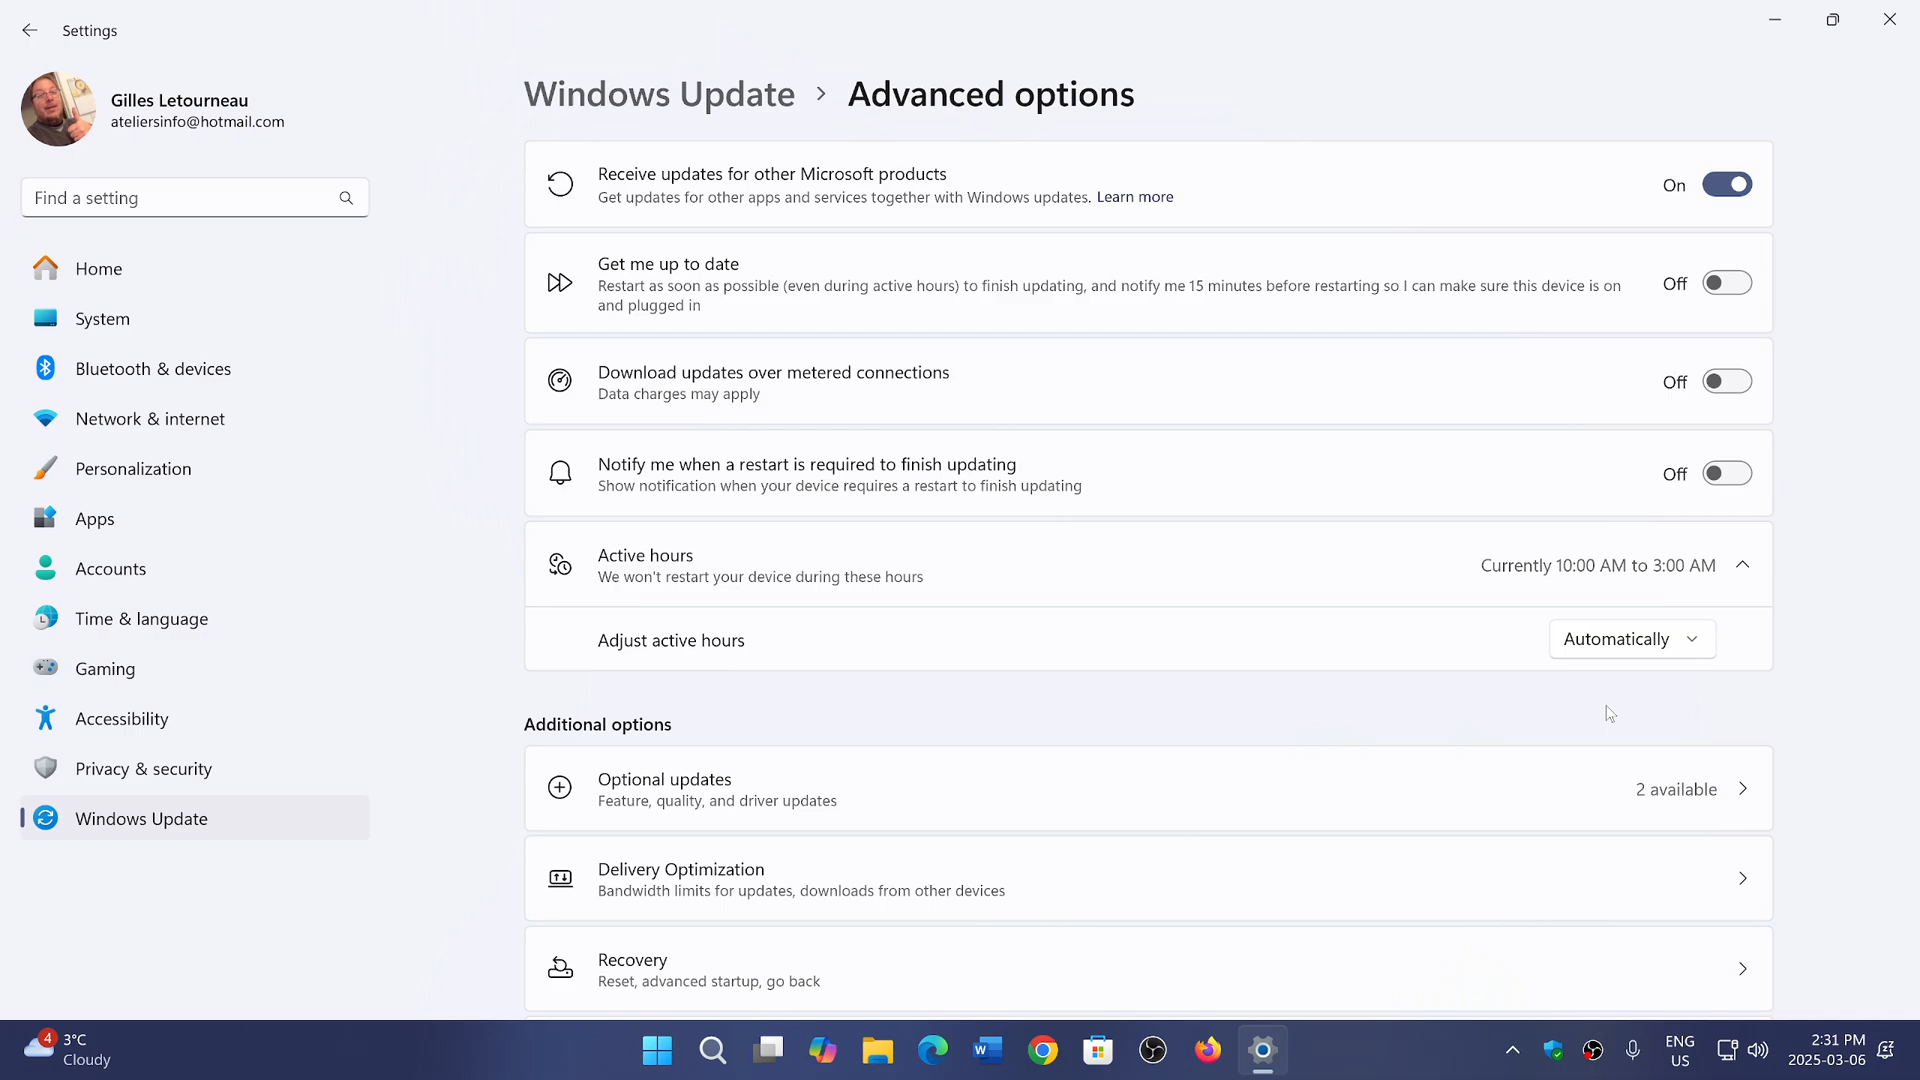 Settings
Gilles Letourneau
ateliersinfo@hotmail.com
Find a setting
Home
System
Bluetooth & devices
Network & internet
Personalization
Apps
Accounts
Time & language
Gaming
Accessibility
Privacy & security
Windows Update
Windows Update > Advanced options
Receive updates for other Microsoft products
Get updates for other apps and services together with Windows updates. Learn more
On
Get me up to date
Restart as soon as possible (even during active hours) to finish updating, and notify me 15 minutes before restarting so I can make sure this device is on
and plugged in
Off
Download updates over metered connections
Data charges may apply
Off
Notify me when a restart is required to finish updating
Show notification when your device requires a restart to finish updating
Off
Active hours
We won't restart your device during these hours
Currently 10:00 AM to 3:00 AM
Adjust active hours
Automatically
Additional options
Optional updates
Feature, quality, and driver updates
2 available
Delivery Optimization
Bandwidth limits for updates, downloads from other devices
Recovery
Reset, advanced startup, go back
4
3°C
Cloudy
W
ENG
US
2:31 PM
2025-03-06